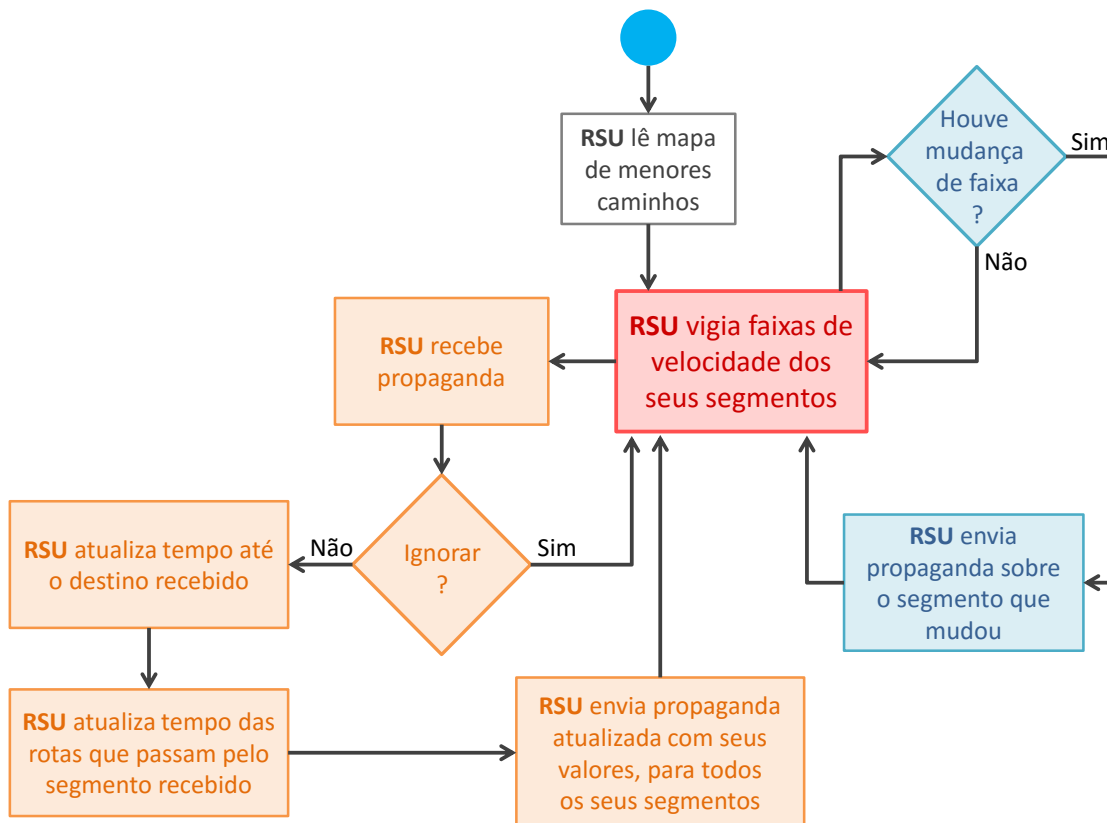 RSU lê mapa
de menores
caminhos
Houve
mudança
de faixa
?
Sim
Não
RSU vigia faixas de
velocidade dos
seus segmentos
RSU recebe
propaganda
Ignorar
?
Não
Sim
RSU atualiza tempo até
o destino recebido
RSU envia
propaganda sobre
o segmento que
mudou
RSU atualiza tempo das
rotas que passam pelo
segmento recebido
RSU envia propaganda
atualizada com seus
valores, para todos
os seus segmentos